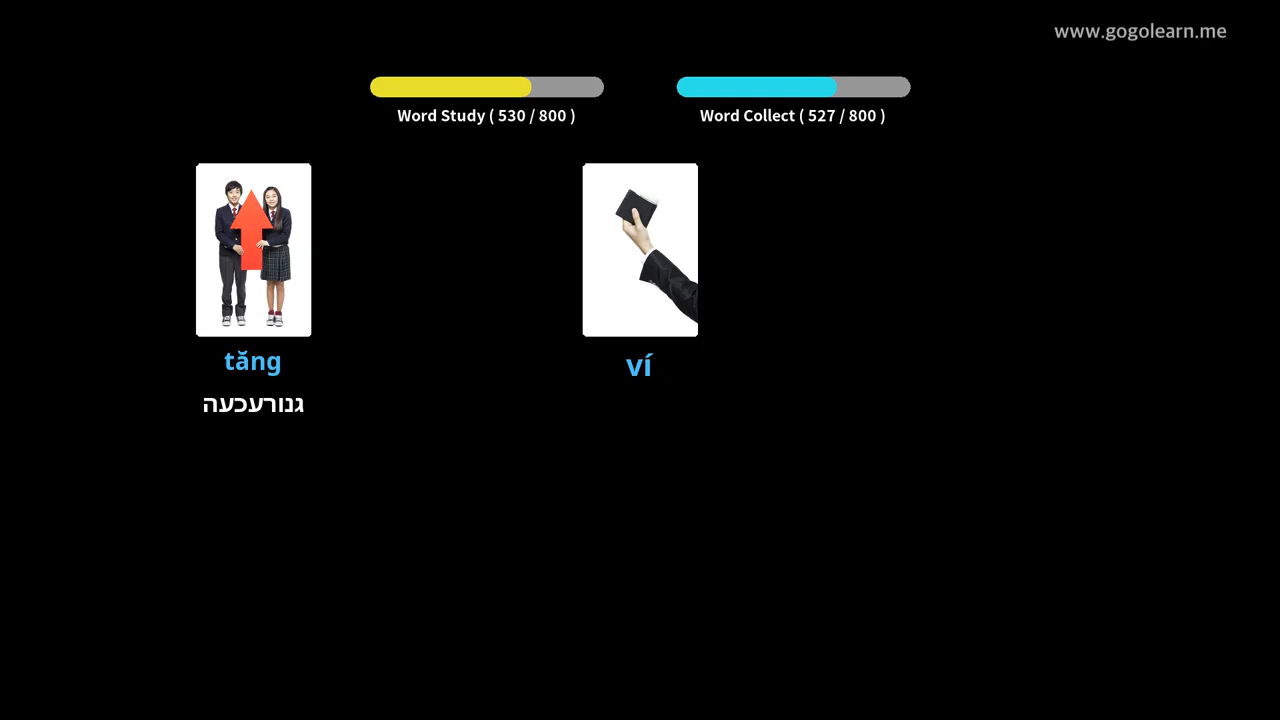 www.gogolearn.me
Word Study ( 530 / 800 )
Word Collect ( 527 / 800 )
tăng
גנורעכעה
ví